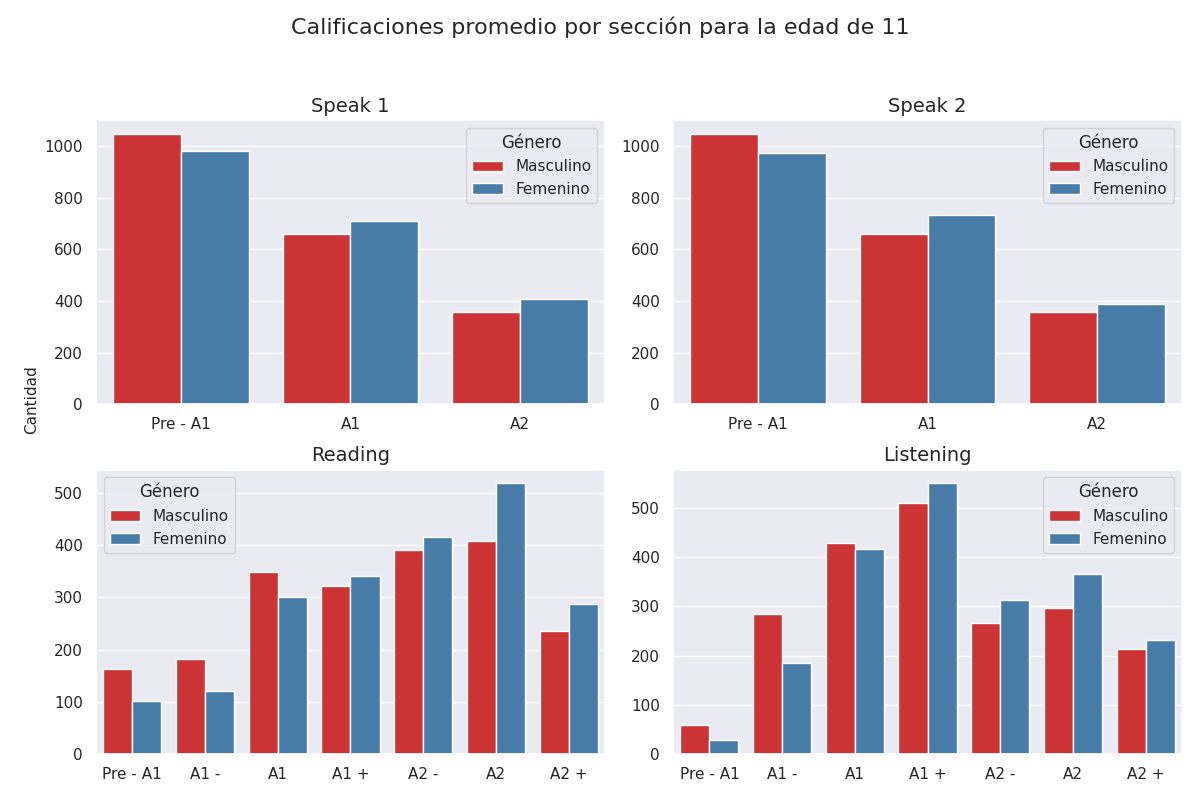 Calificaciones promedio por sección para la edad de 11
Cantidad
Speak 1
1000
800
600
400
200
0
Género
Masculino
Femenino
Pre - A1 A1 A2
Speak 2
1000
800
600
400
200
0
Género
Masculino
Femenino
Pre - A1 A1 A2
Reading
500
400
300
200
100
0
Género
Masculino
Femenino
Pre - A1 A1 - A1 A1 + A2 - A2 A2 +
Listening
500
400
300
200
100
0
Género
Masculino
Femenino
Pre - A1 A1 - A1 A1 + A2 - A2 A2 +